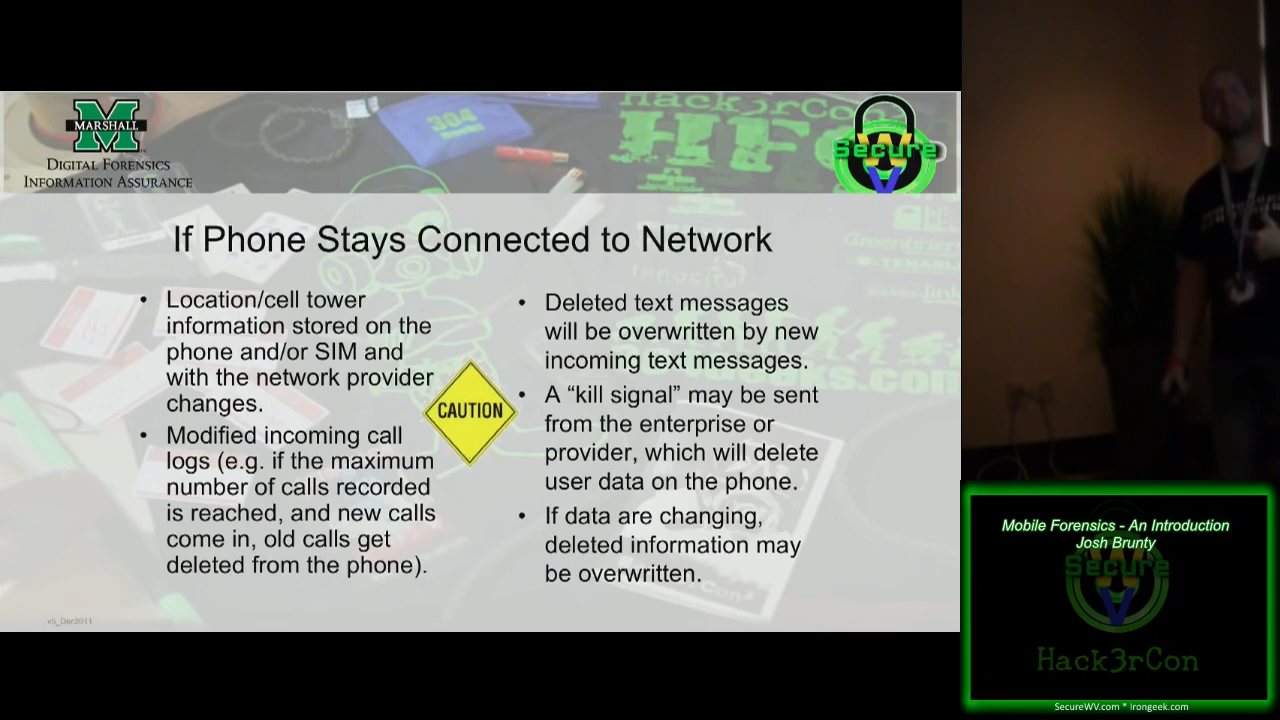 MARSHALL
DIGITAL FORENSICS
INFORMATION ASSURANCE
304
Hack3rCon
HF
Secure
W
V
If Phone Stays Connected to Network
• Location/cell tower
information stored on the
phone and/or SIM and
with the network provider
changes.
• Modified incoming call
logs (e.g. if the maximum
number of calls recorded
is reached, and new calls
come in, old calls get
deleted from the phone).
CAUTION
• Deleted text messages
will be overwritten by new
incoming text messages.
• A “kill signal” may be sent
from the enterprise or
provider, which will delete
user data on the phone.
• If data are changing,
deleted information may
be overwritten.
v5_Dec2011
Mobile Forensics - An Introduction
Josh Brunty
Secure
W
V
Hack3rCon
SecureWV.com * irongeek.com